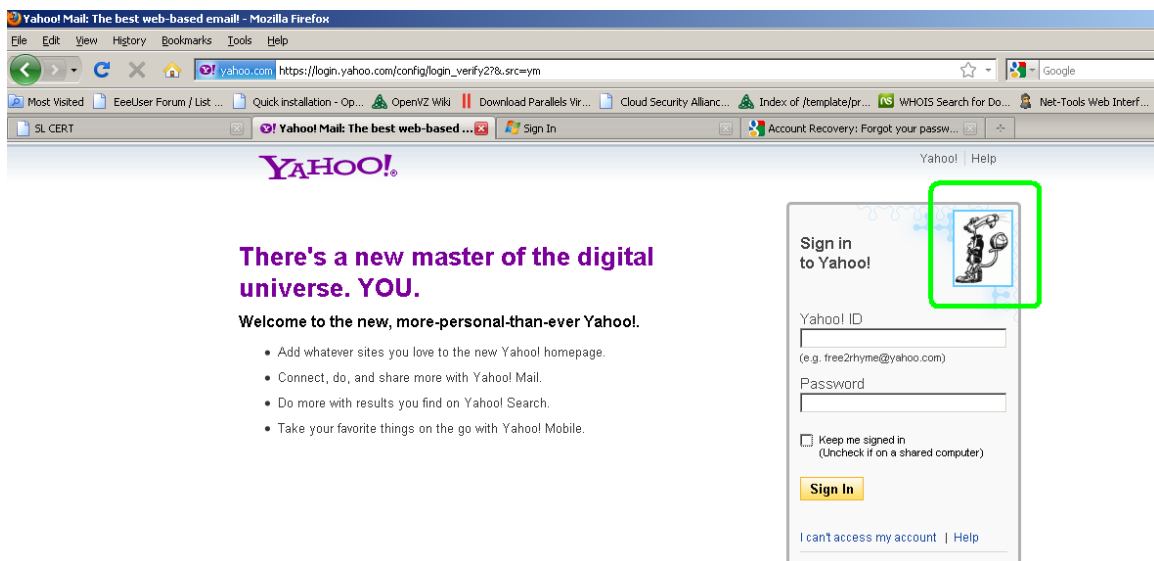 Yahoo! Mail: The best web-based email! - Mozilla Firefox
File Edit View History Bookmarks Tools Help
yahoo.com https://login.yahoo.com/config/login_verify2?&.src=ym Google
Most Visited EeeUser Forum / List ... Quick installation - Op... OpenVZ Wiki Download Parallels Vir... Cloud Security Allianc... Index of /template/pr... WHOIS Search for Do... Net-Tools Web Interf...
SL CERT Yahoo! Mail: The best web-based ... Sign In Account Recovery: Forgot your passw...
YAHOO!® Yahoo! | Help
There's a new master of the digital
universe. YOU.
Welcome to the new, more-personal-than-ever Yahoo!.
• Add whatever sites you love to the new Yahoo! homepage.
• Connect, do, and share more with Yahoo! Mail.
• Do more with results you find on Yahoo! Search.
• Take your favorite things on the go with Yahoo! Mobile.
Sign in
to Yahoo!
Yahoo! ID
(e.g. free2rhyme@yahoo.com)
Password
Keep me signed in
(Uncheck if on a shared computer)
Sign In
I can't access my account | Help